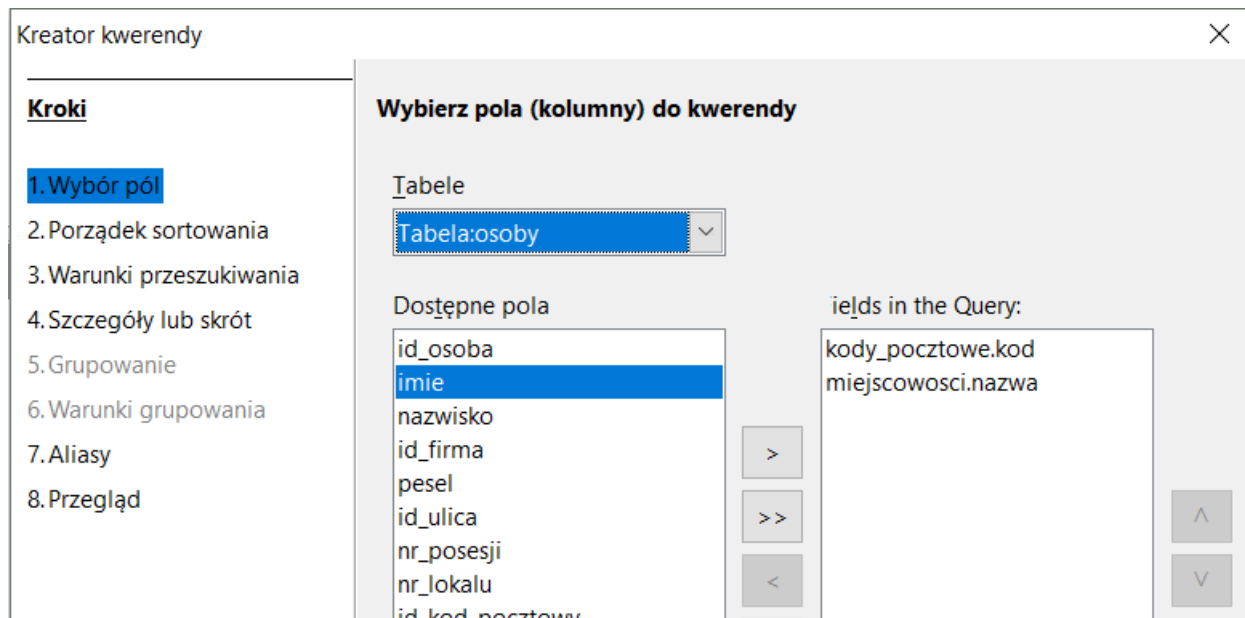 Kreator kwerendy
Kroki
1. Wybór pól
2. Porządek sortowania
3. Warunki przeszukiwania
4. Szczegóły lub skrót
5. Grupowanie
6. Warunki grupowania
7. Aliasy
8. Przegląd
Wybierz pola (kolumny) do kwerendy
Tabele
Tabela:osoby
Dostępne pola
id_osoba
imie
nazwisko
id_firma
pesel
id_ulica
nr_posesji
nr_lokalu
id_kod_pocztowy
>
>>
<
ields in the Query:
kody_pocztowe.kod
miejscowosci.nazwa